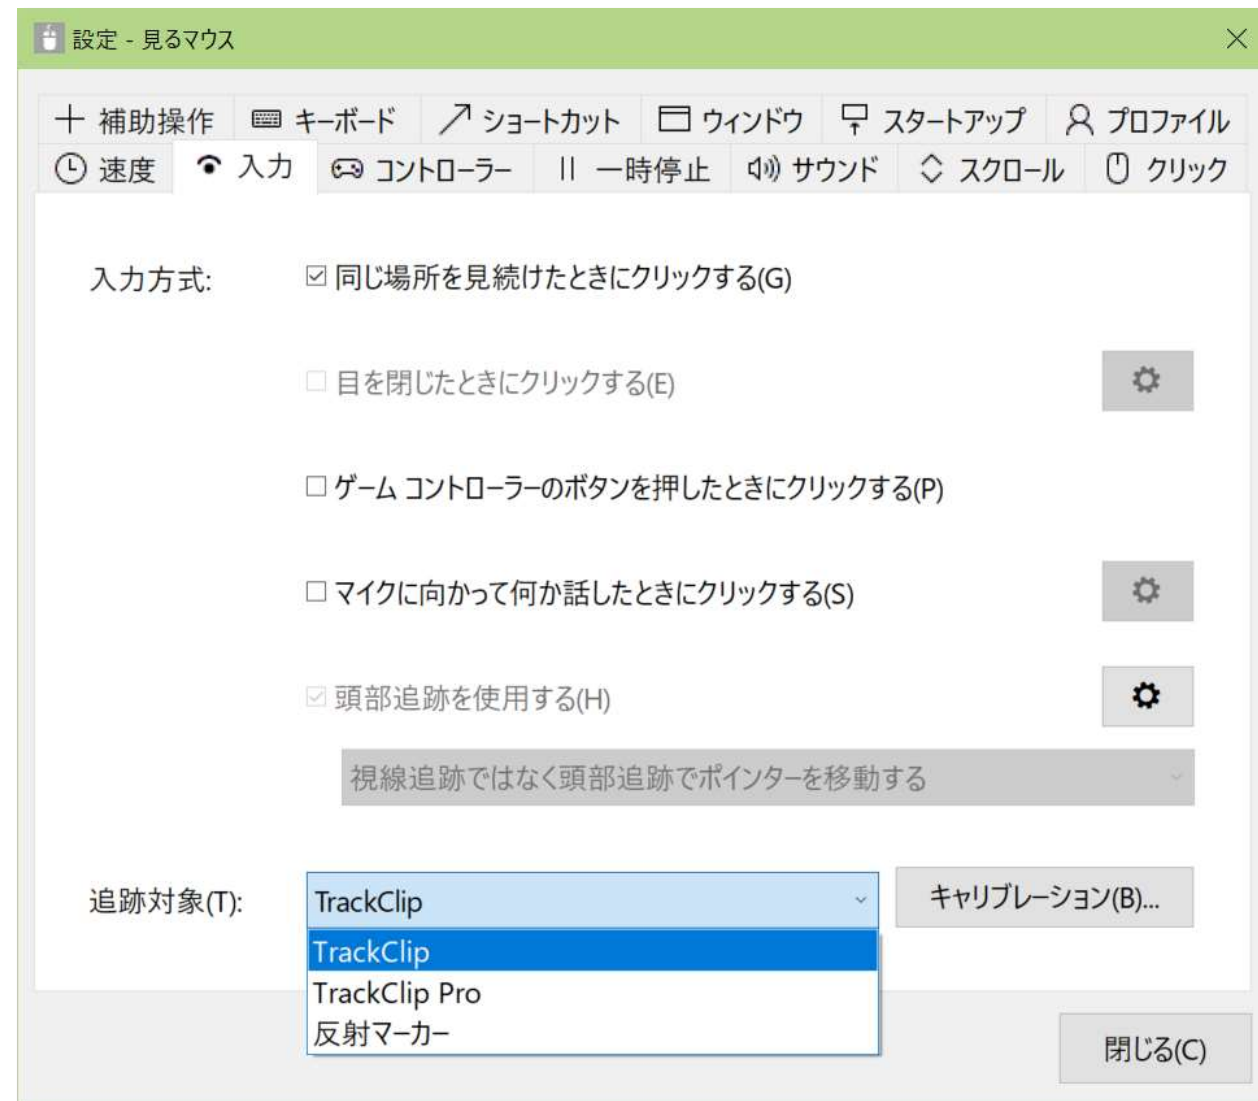 設定 - 見るマウス
補助操作 キーボード ショートカット ウィンドウ スタートアップ プロファイル
速度 入力 コントローラー 一時停止 サウンド スクロール クリック
入力方式: 同じ場所を見続けたときにクリックする(G)
目を閉じたときにクリックする(E)
ゲーム コントローラーのボタンを押したときにクリックする(P)
マイクに向かって何か話したときにクリックする(S)
頭部追跡を使用する(H)
視線追跡ではなく頭部追跡でポインターを移動する
追跡対象(T): TrackClip キャリブレーション(B)...
TrackClip
TrackClip Pro
反射マーカー
閉じる(C)